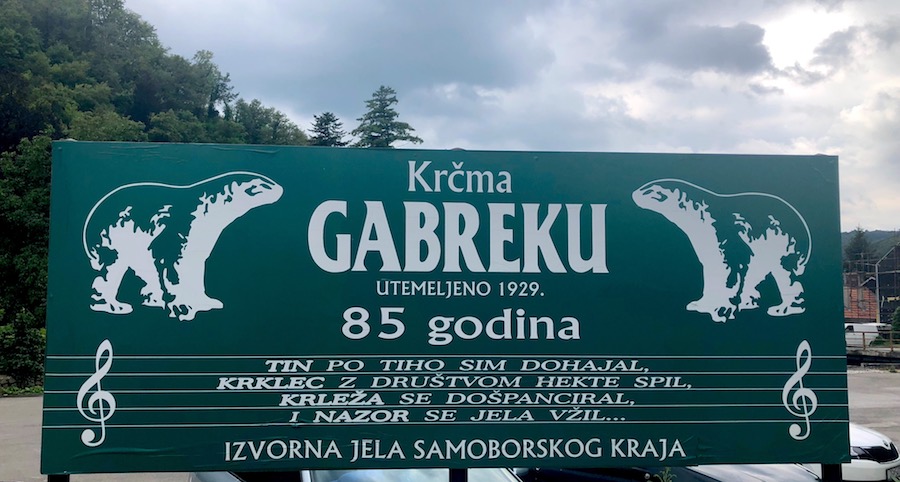 Krčma
GABREKU
UTEMELJENO 1929.
85 godina
TIN PO TIHO SIM DOHAJAL,
KRKLEC Z DRUŠTVOM HEKTE SPIL,
KRLEŽA SE DOŠPANCIRAL,
I NAZOR SE JELA VŽIL...
IZVORNA JELA SAMOBORSKOG KRAJA